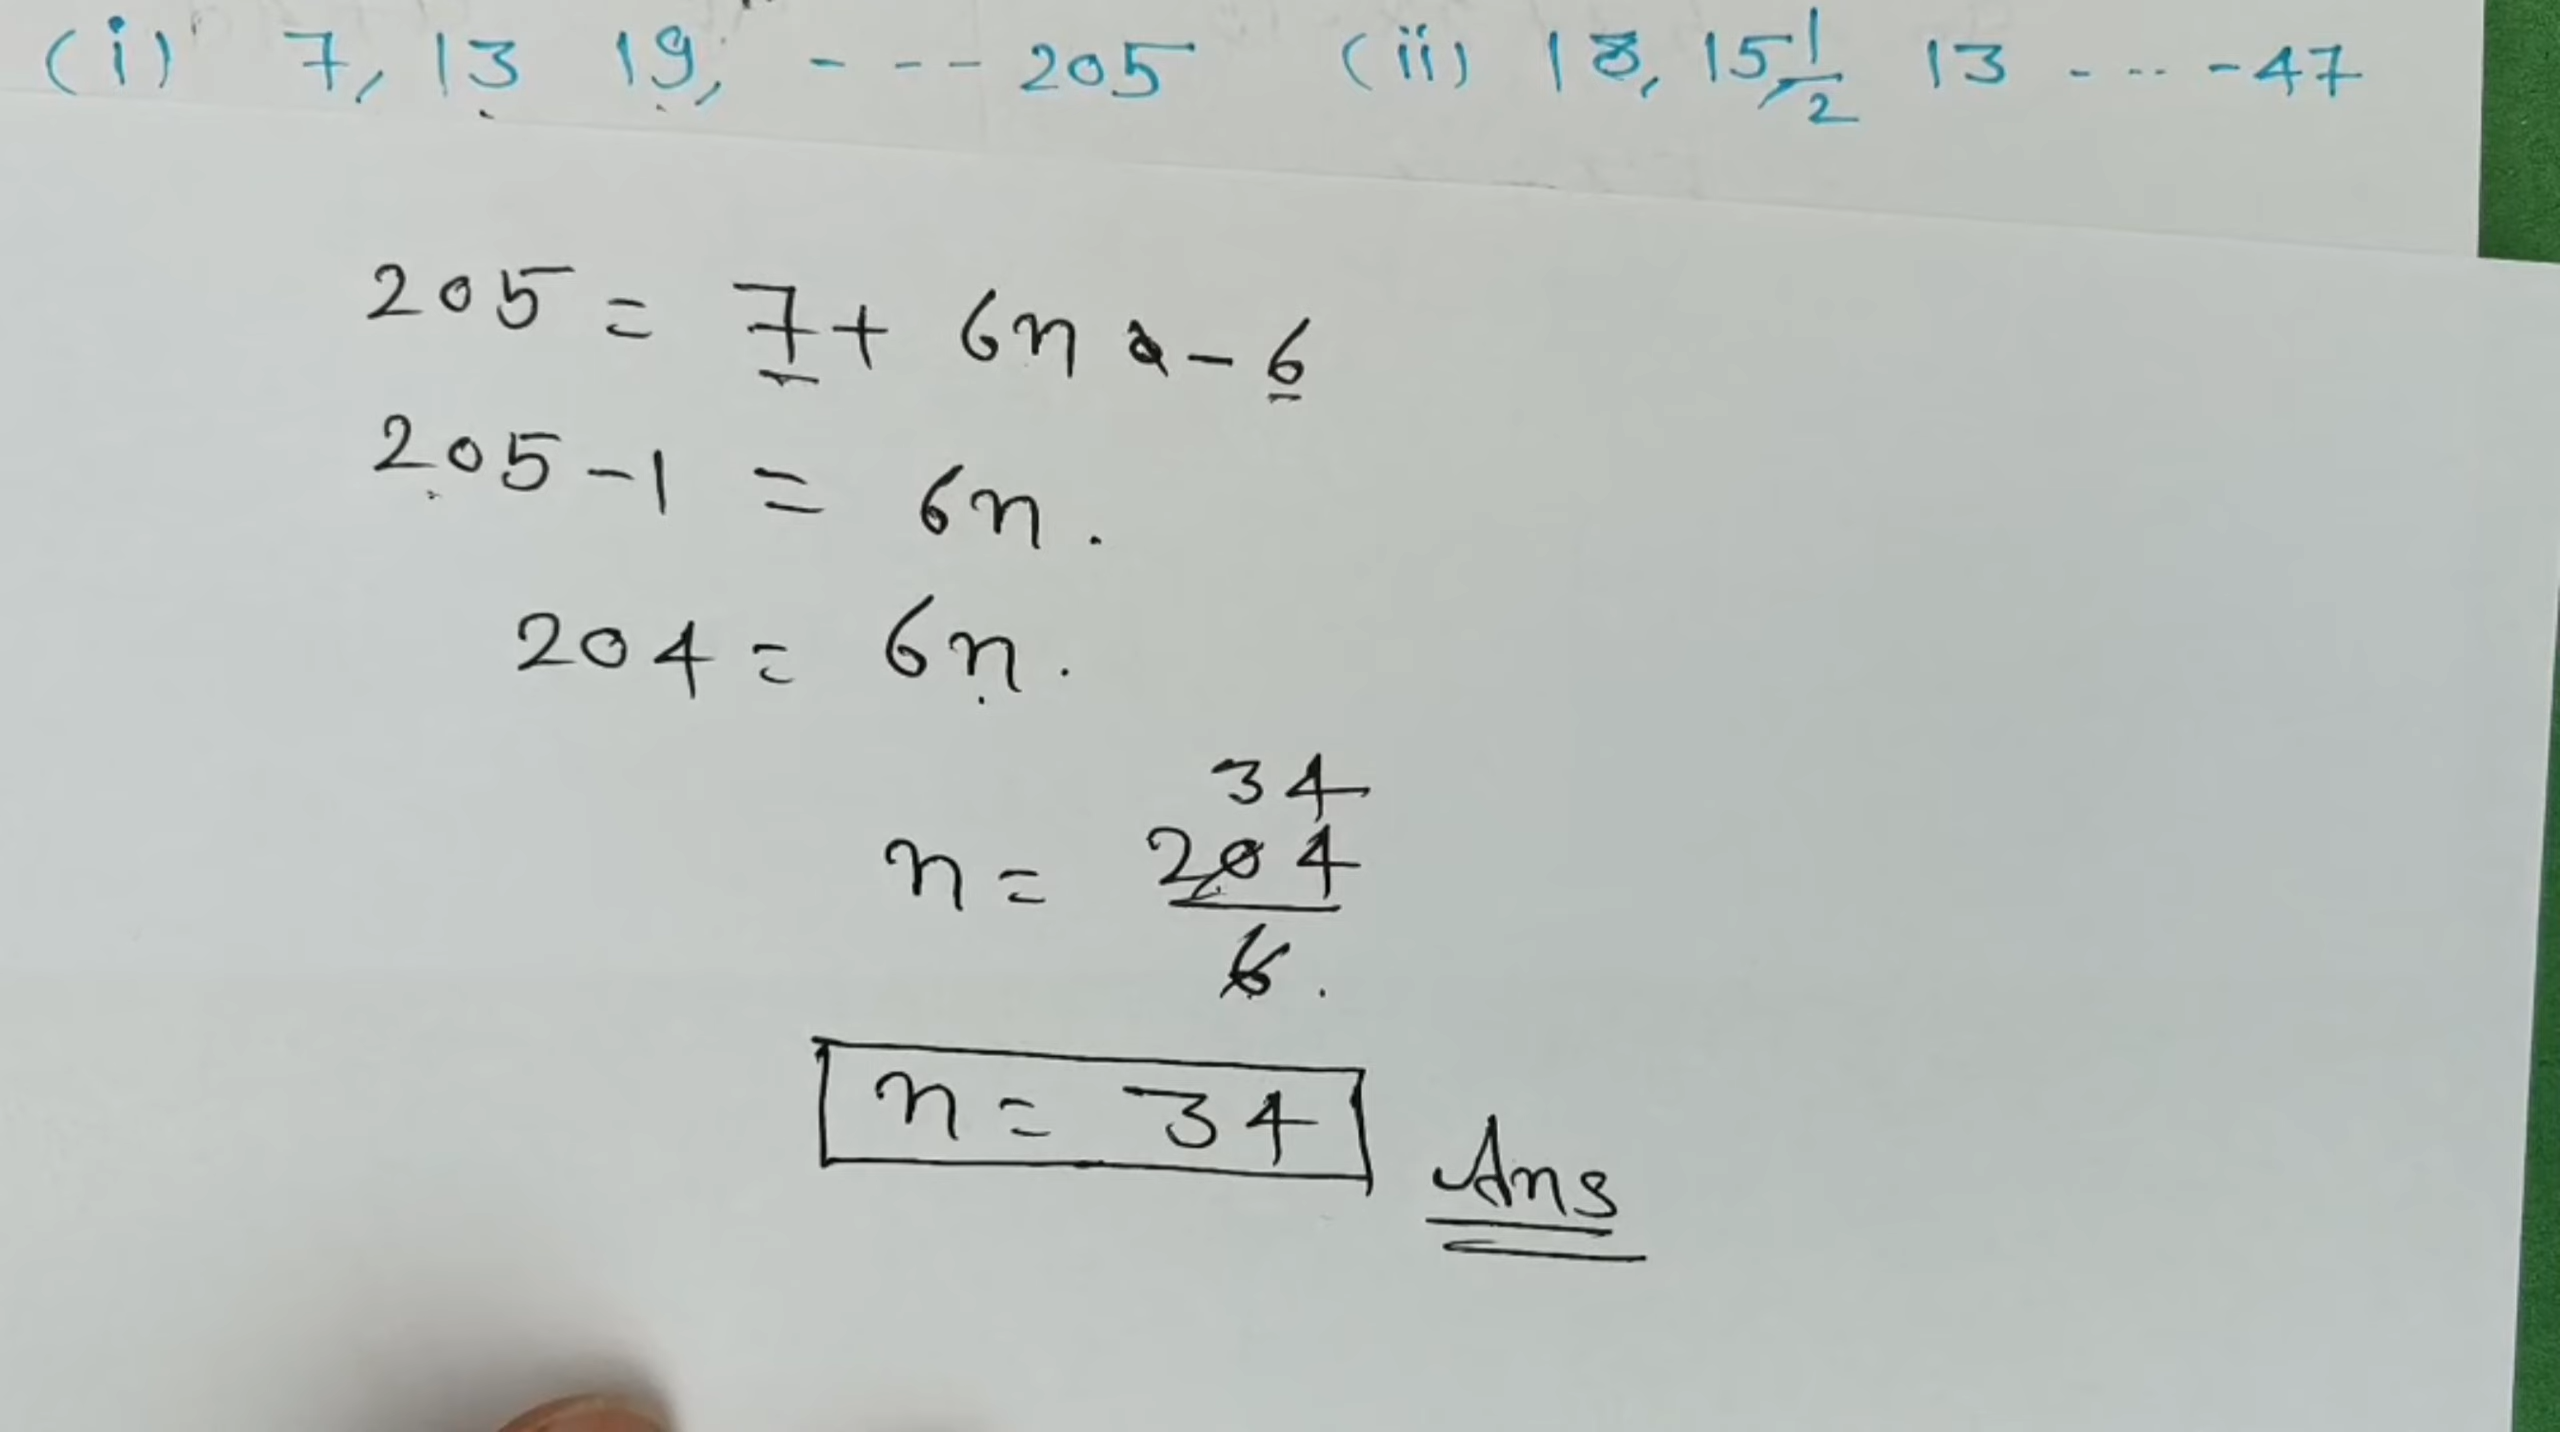 (i) 7, 13 19, - - - - 205 (ii) 18, 15 1/2 13 - - - -47
205 = 7 + 6n - 6
205 - 1 = 6n.
204 = 6n.
34
n = 204/6.
n = 34 Ans